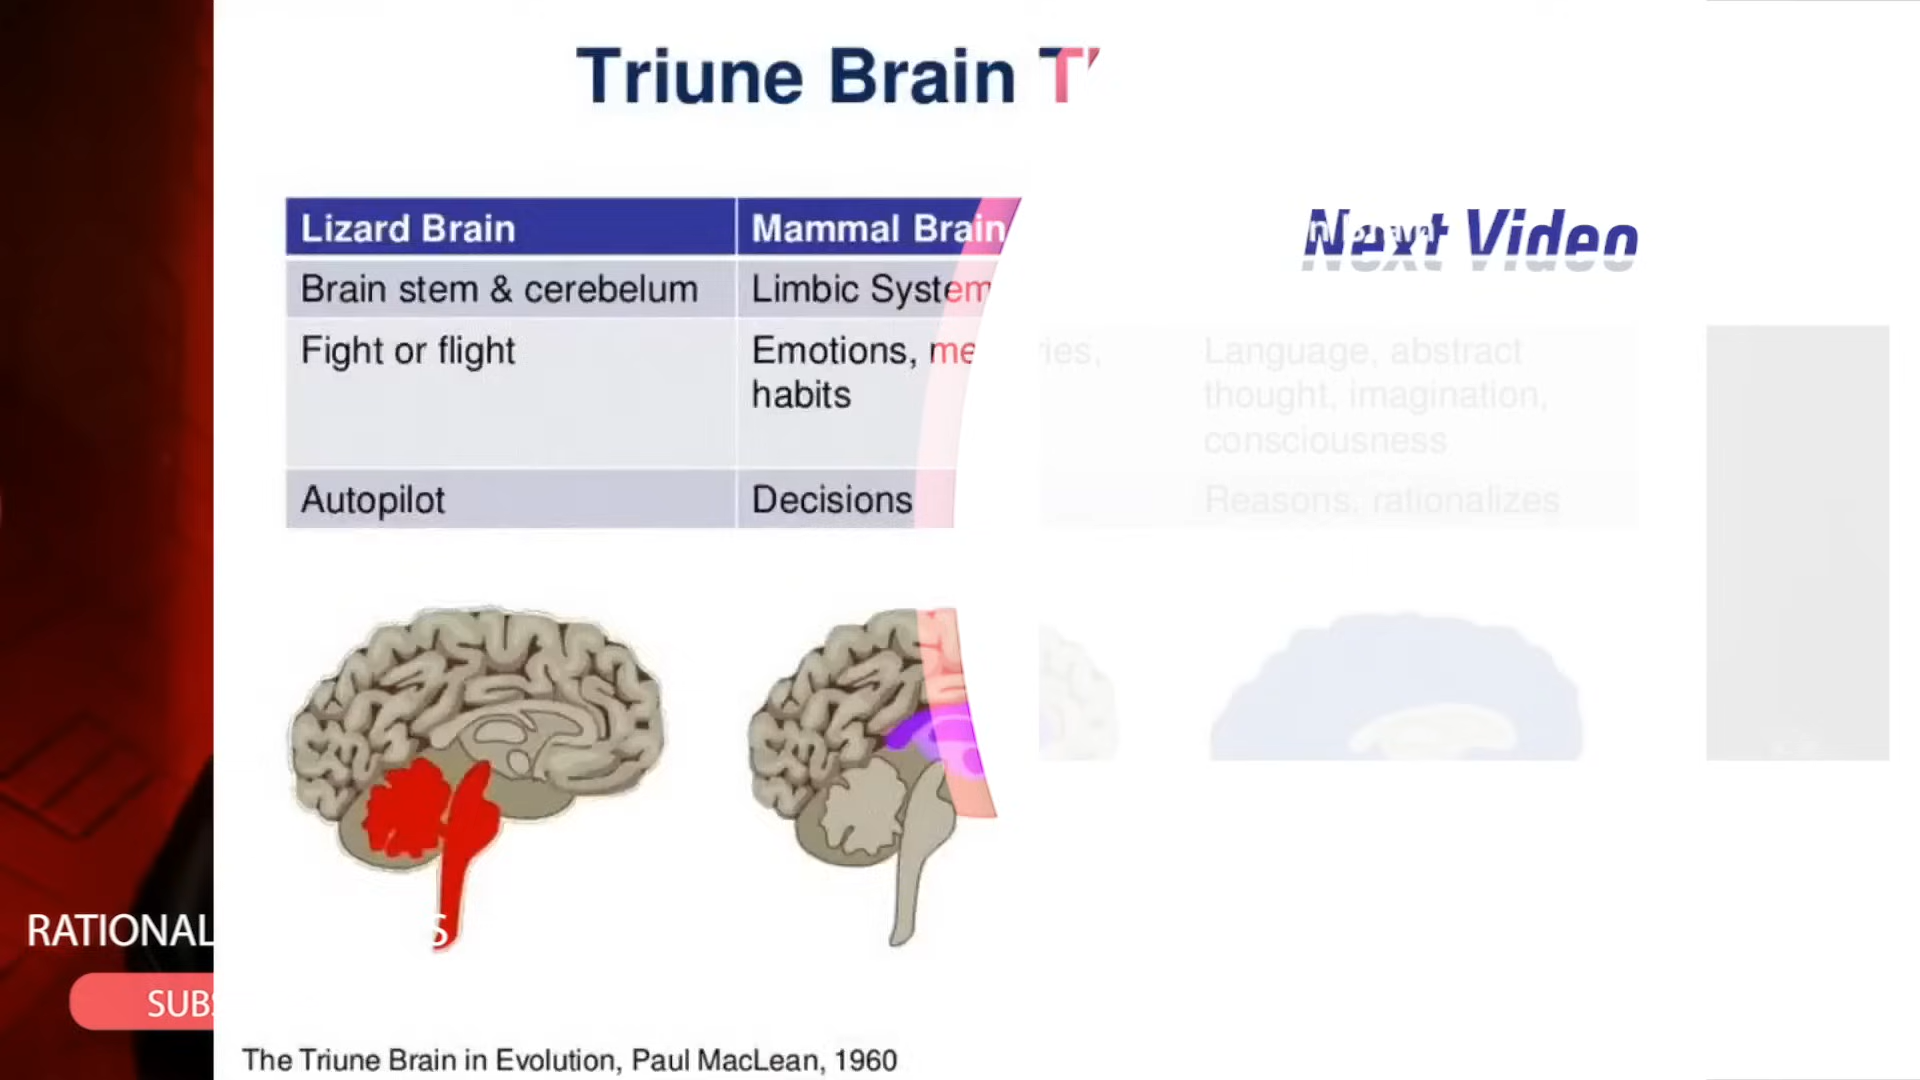 Triune Brain T
Lizard Brain
Mammal Brain
Next Video
Brain stem & cerebelum
Limbic System
Fight or flight
Emotions,
habits
Language, abstract
thought, imagination,
consciousness
Autopilot
Decisions
Reasons, rationalizes
RATIONAL
SUBS
The Triune Brain in Evolution, Paul MacLean, 1960